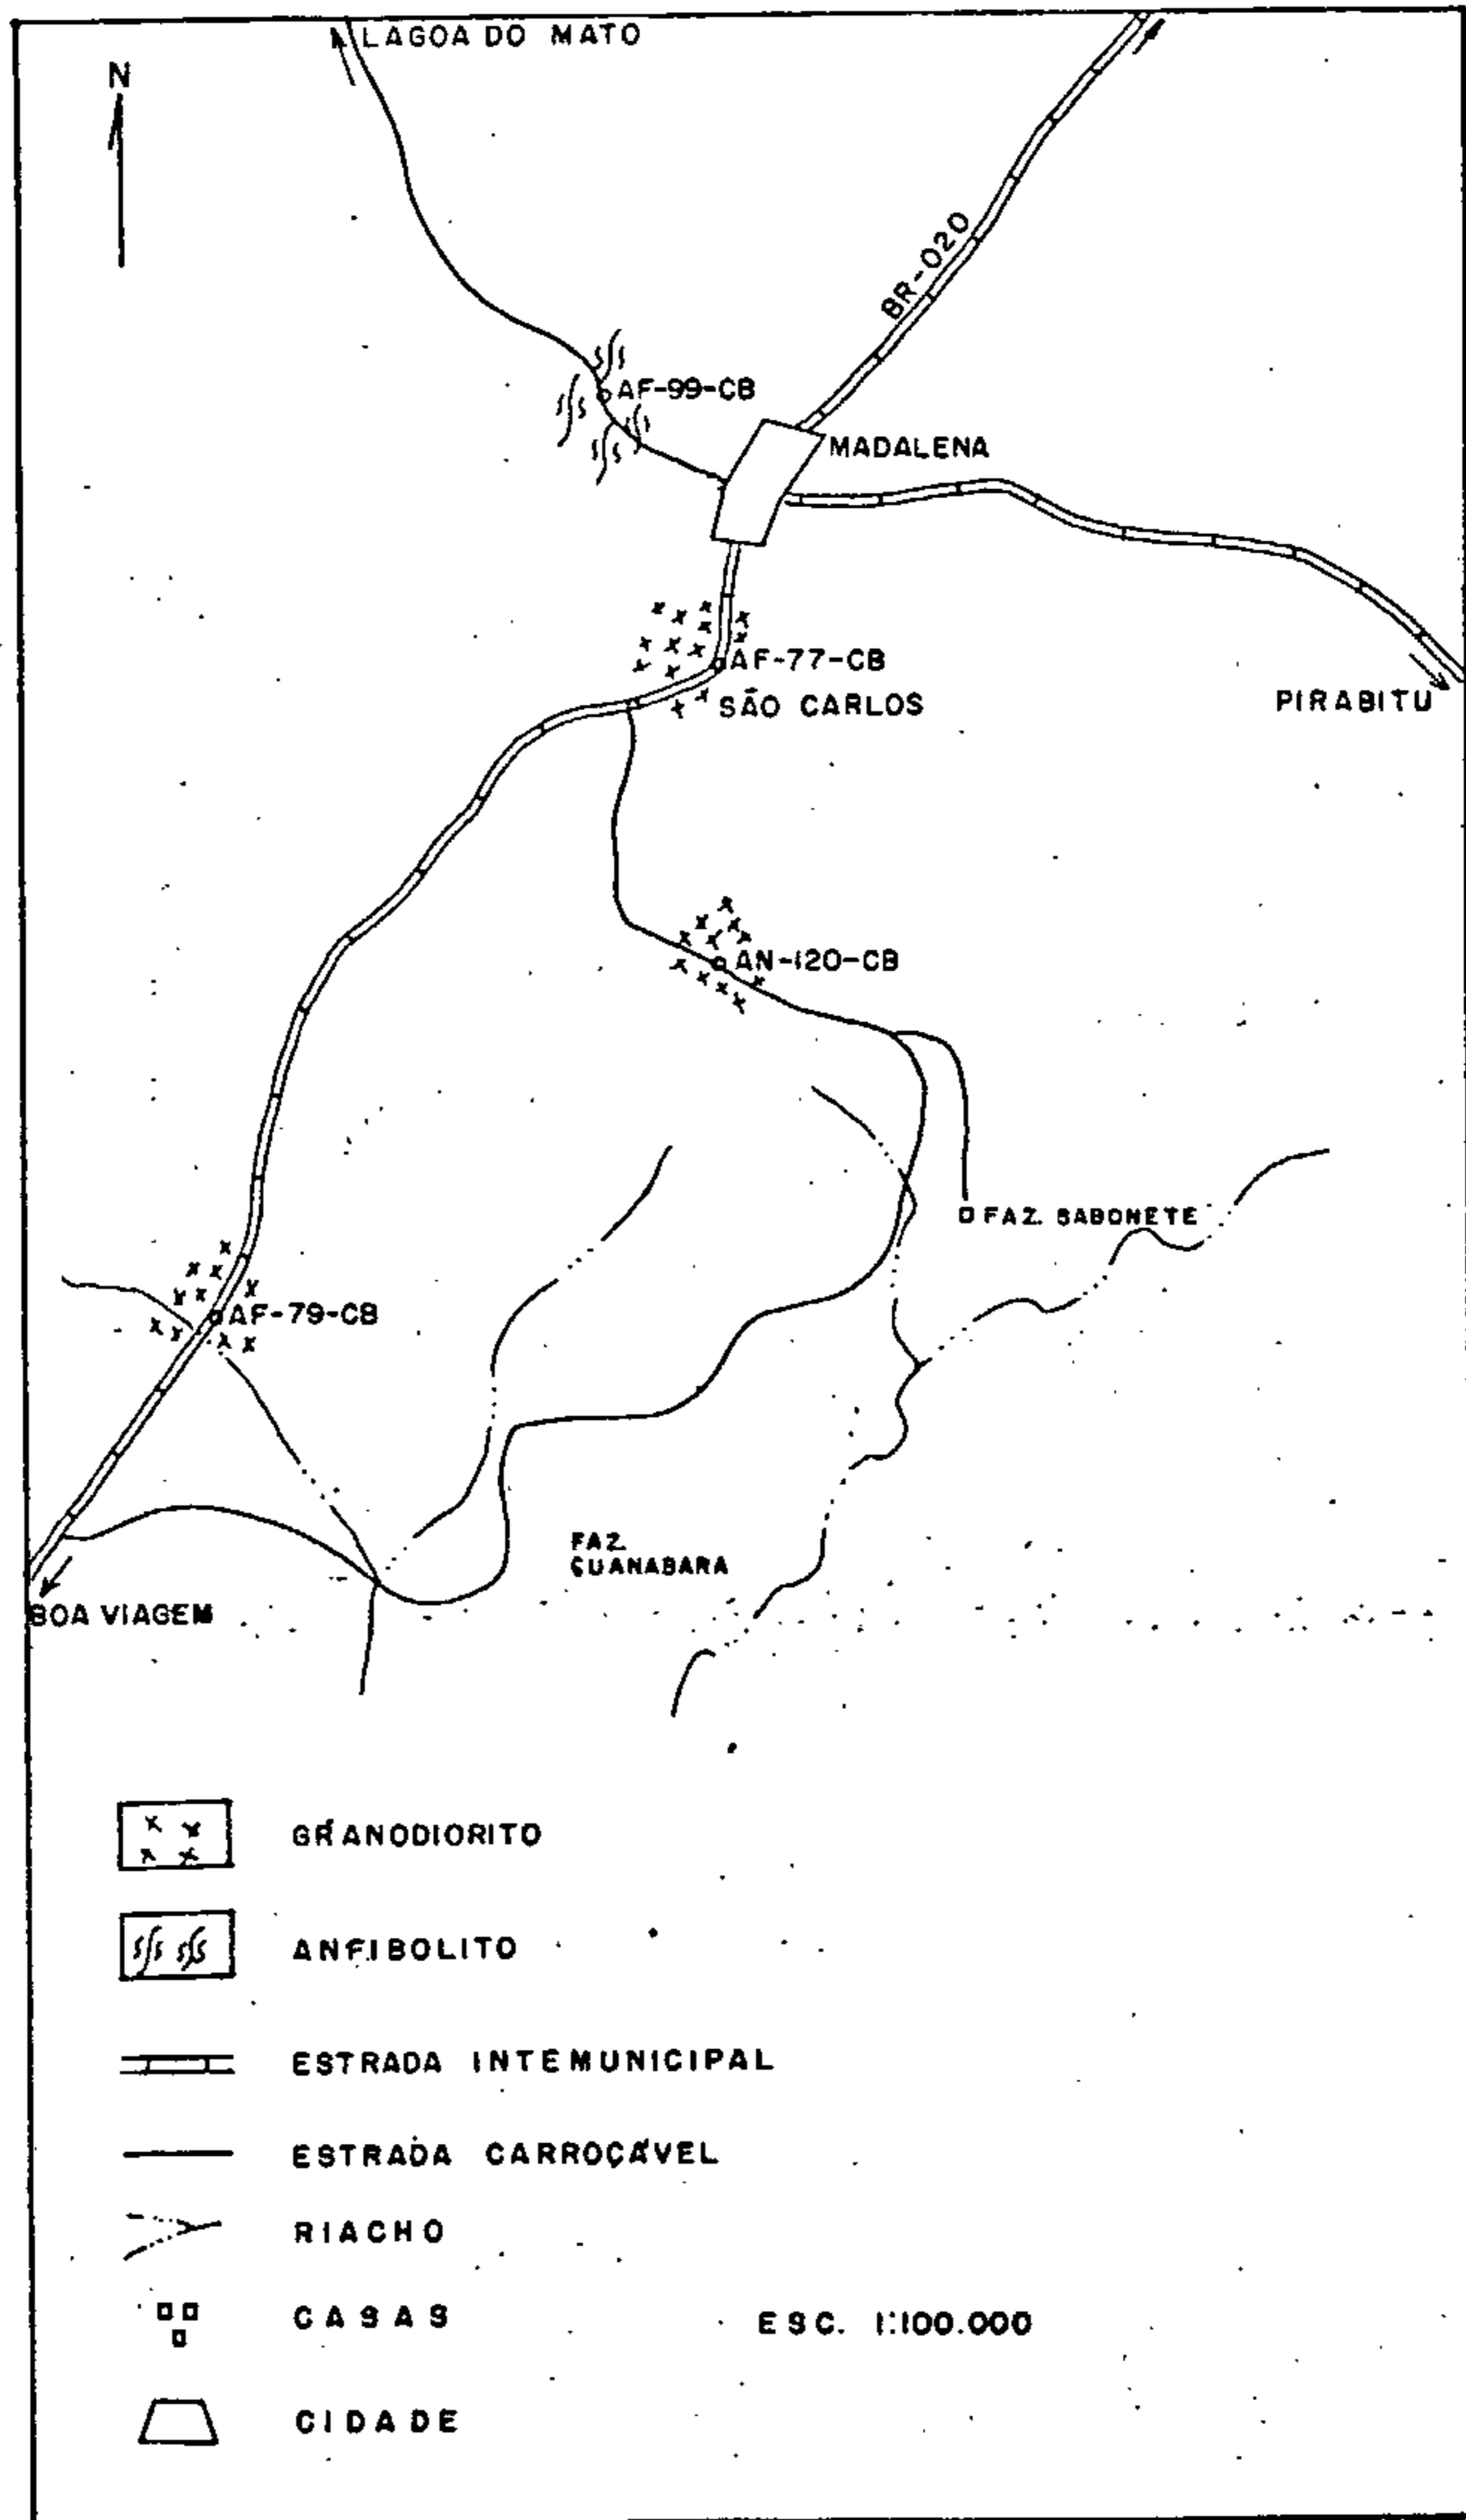 LAGOA DO MATO
N
BR-020
AF-99-CB
MADALENA
AF-77-CB
SÃO CARLOS
PIRABITU
AN-120-CB
FAZ. SABONETE
AF-79-CB
FAZ.
GUANABARA
BOA VIAGEM
GRANODIORITO
ANFIBOLITO
ESTRADA INTEMUNICIPAL
ESTRADA CARROÇÁVEL
RIACHO
CASAS
ESC. 1:100.000
CIDADE